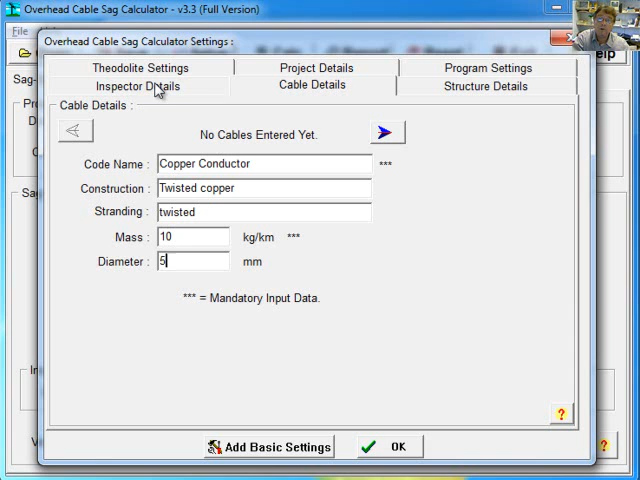 Overhead Cable Sag Calculator - v3.3 (Full Version)
File
Overhead Cable Sag Calculator Settings :
Help
Theodolite Settings
Project Details
Program Settings
Inspector Details
Cable Details
Structure Details
Sag-
Cable Details :
No Cables Entered Yet.
Code Name : Copper Conductor ***
Construction : Twisted copper
Stranding : twisted
Mass : 10 kg/km ***
Diameter : 5 mm
*** = Mandatory Input Data.
?
Add Basic Settings
OK
?